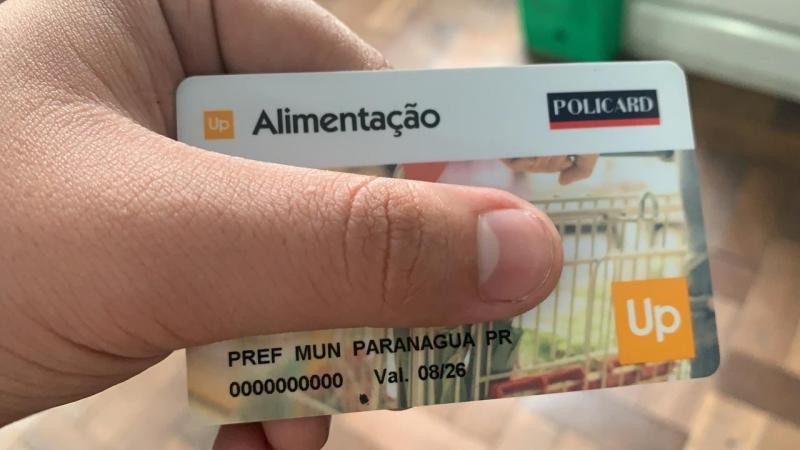 Up Alimentação POLICARD
Up
PREF MUN PARANAGUA PR
0000000000 Val. 08/26